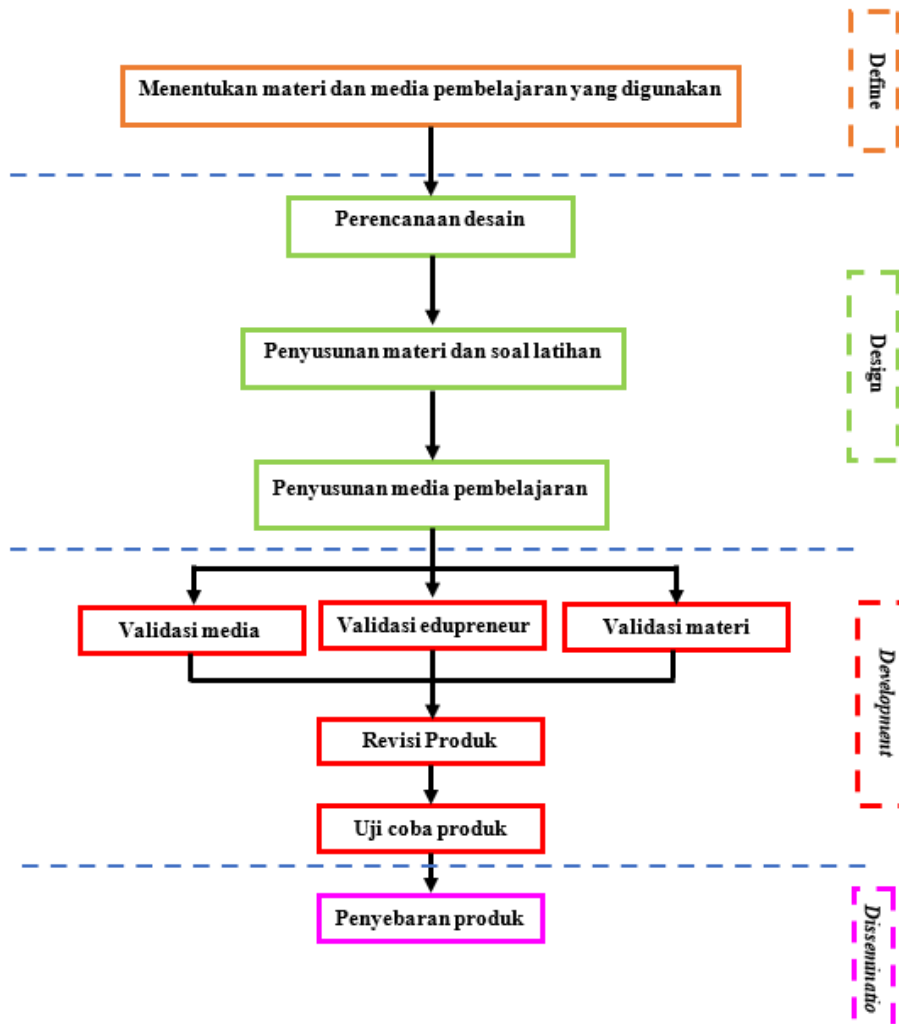 Define
Menentukan materi dan media pembelajaran yang digunakan
Perencanaan desain
Design
Penyusunan materi dan soal latihan
Penyusunan media pembelajaran
Validasi media
Validasi edupreneur
Validasi materi
Development
Revisi Produk
Uji coba produk
Penyebaran produk
Disseminatio